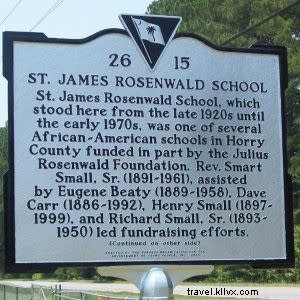 26 15
ST. JAMES ROSENWALD SCHOOL
St. James Rosenwald School, which
stood here from the late 1920s until
the early 1970s, was one of several
African-American schools in Horry
County funded in part by the Julius
Rosenwald Foundation. Rev. Smart
Small, Sr. (1891-1961), assisted
by Eugene Beaty (1889-1958), Dave
Carr (1886-1992), Henry Small (1897-
1999), and Richard Small, Sr. (1893-
1950) led fundraising efforts.
(Continued on other side)
travel.kllvx.com